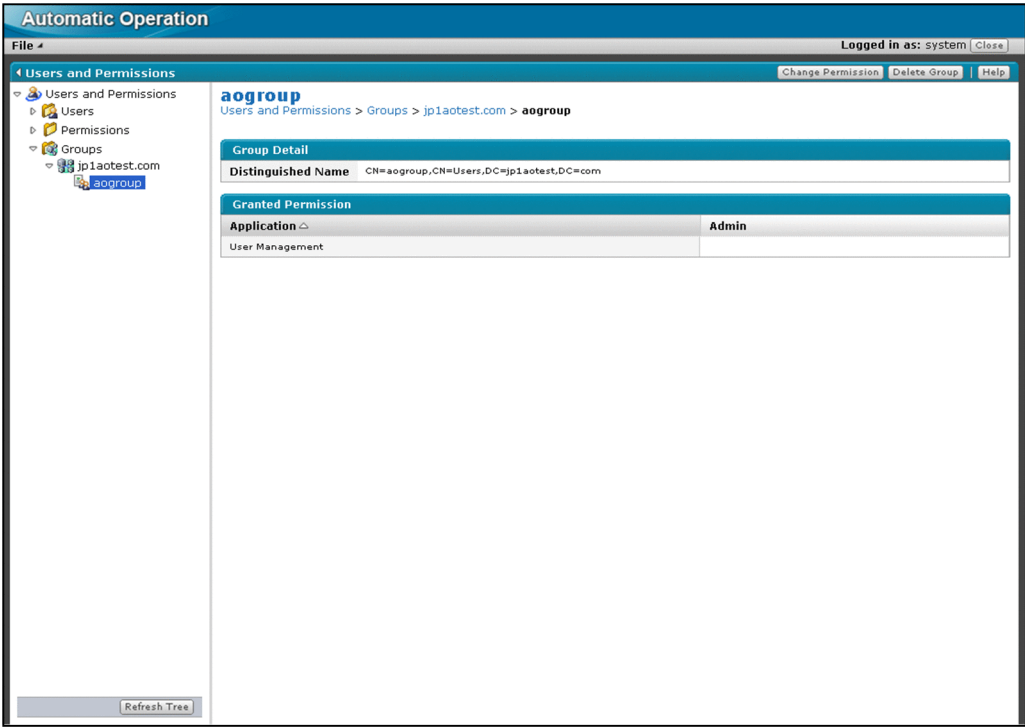 Automatic Operation
File
Logged in as: system Close
Users and Permissions
Change Permission Delete Group | Help
Users and Permissions
Users
Permissions
Groups
jp1aotest.com
aogroup
Refresh Tree
aogroup
Users and Permissions > Groups > jp1aotest.com > aogroup
Group Detail
Distinguished Name CN=aogroup,CN=Users,DC=jp1aotest,DC=com
Granted Permission
Application Admin
User Management